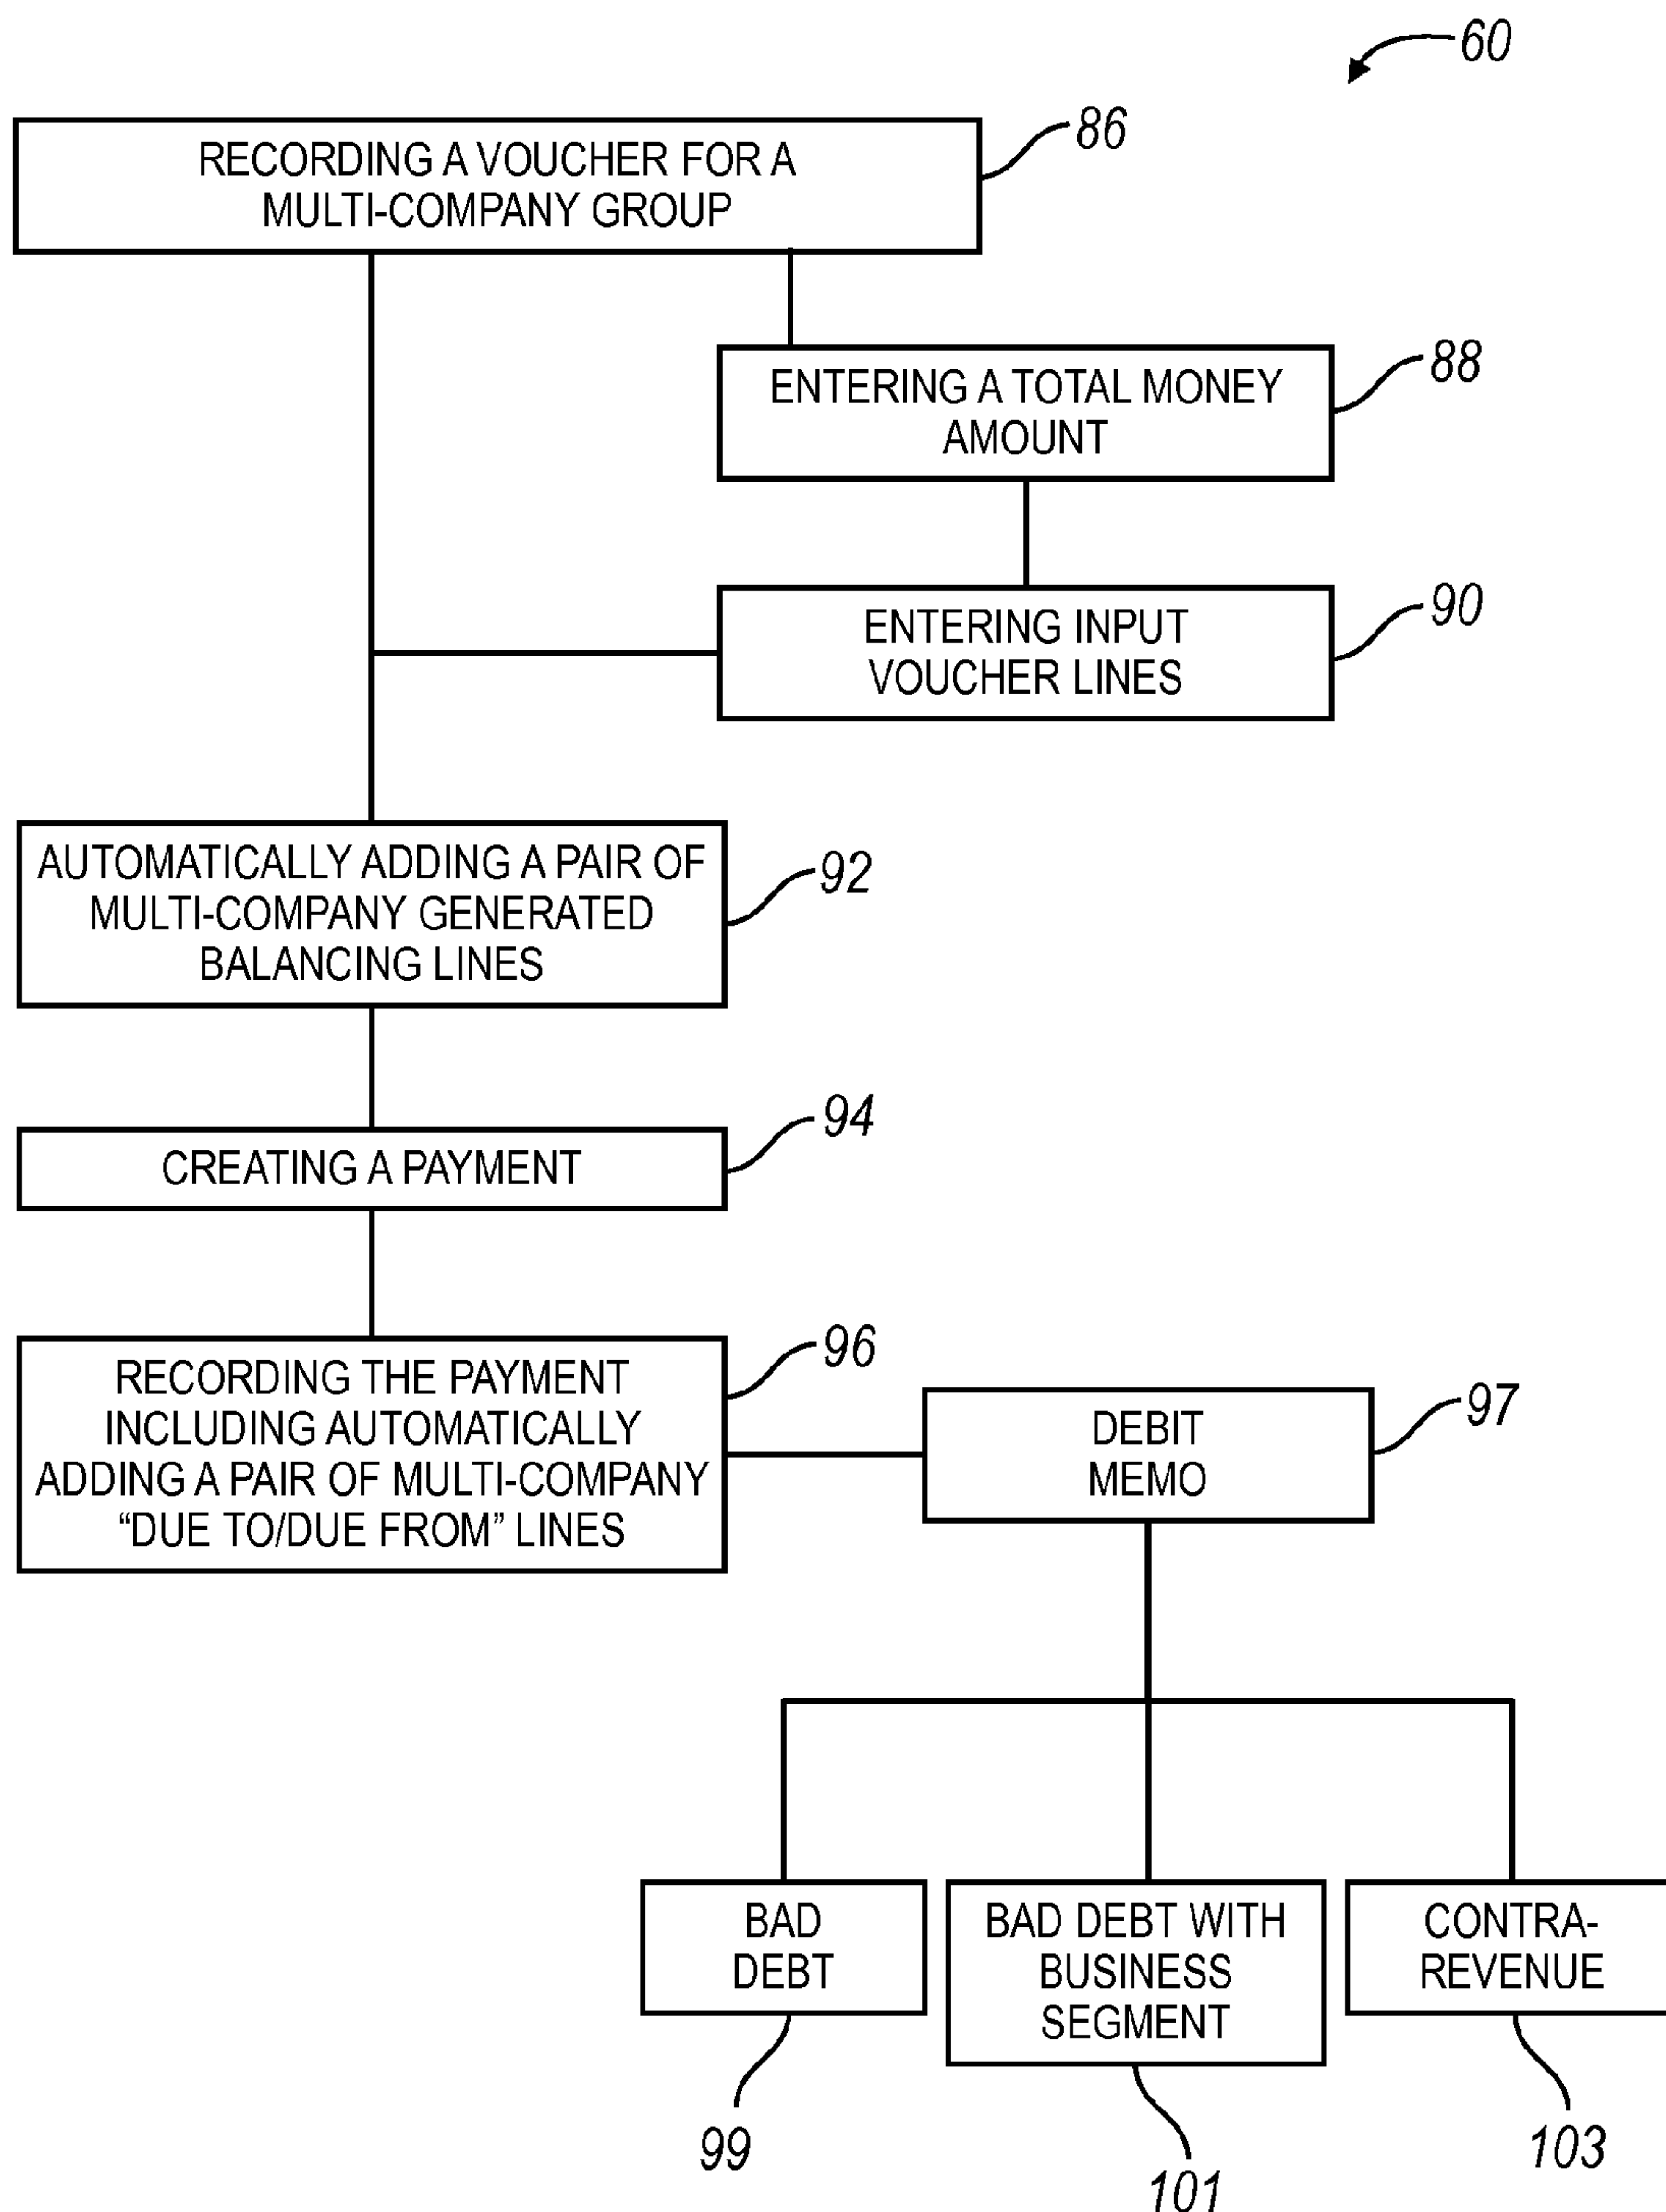 60
RECORDING A VOUCHER FOR A
MULTI-COMPANY GROUP
86
ENTERING A TOTAL MONEY
AMOUNT
88
ENTERING INPUT
VOUCHER LINES
90
AUTOMATICALLY ADDING A PAIR OF
MULTI-COMPANY GENERATED
BALANCING LINES
92
CREATING A PAYMENT
94
RECORDING THE PAYMENT
INCLUDING AUTOMATICALLY
ADDING A PAIR OF MULTI-COMPANY
“DUE TO/DUE FROM” LINES
96
DEBIT
MEMO
97
BAD
DEBT
99
BAD DEBT WITH
BUSINESS
SEGMENT
101
CONTRA-
REVENUE
103